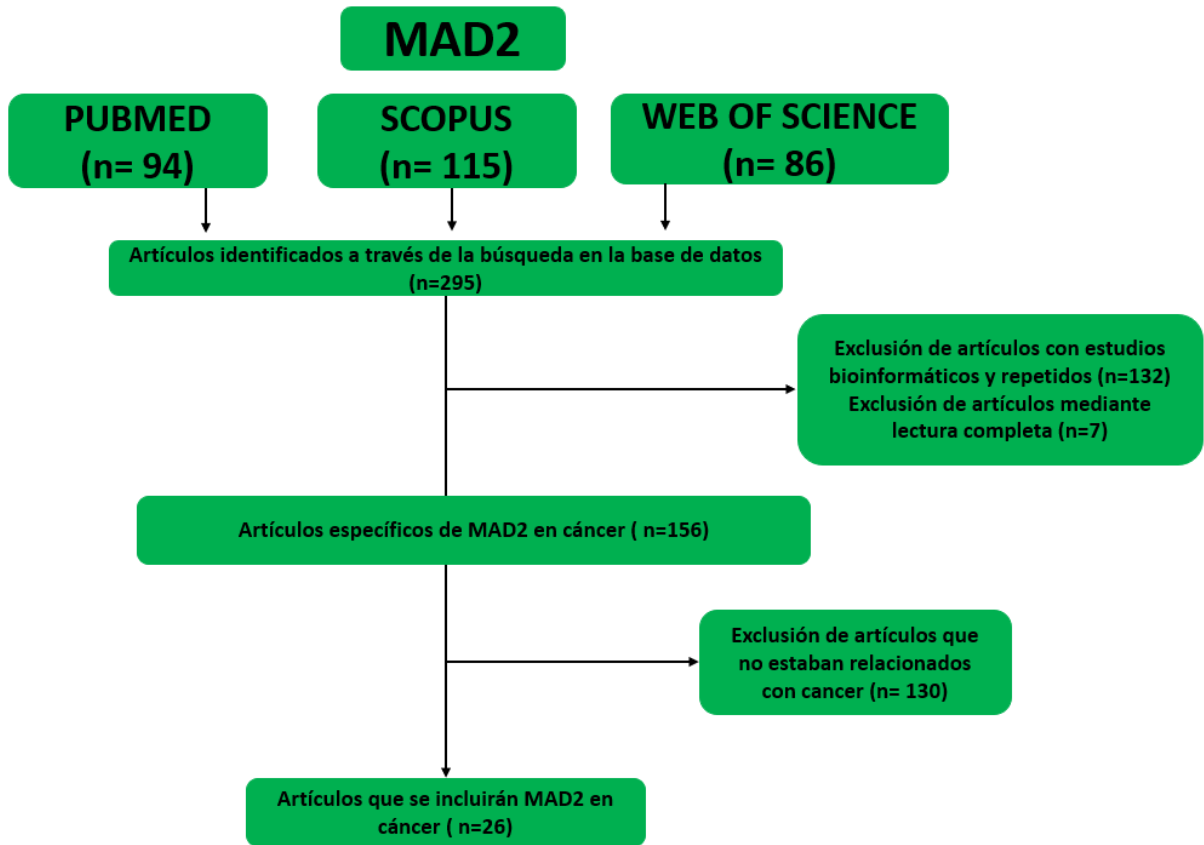 MAD2
PUBMED
(n= 94)
SCOPUS
(n= 115)
WEB OF SCIENCE
(n= 86)
Artículos identificados a través de la búsqueda en la base de datos
(n=295)
Exclusión de artículos con estudios
bioinformáticos y repetidos (n=132)
Exclusión de artículos mediante
lectura completa (n=7)
Artículos específicos de MAD2 en cáncer ( n=156)
Exclusión de artículos que
no estaban relacionados
con cancer (n= 130)
Artículos que se incluirán MAD2 en
cáncer ( n=26)